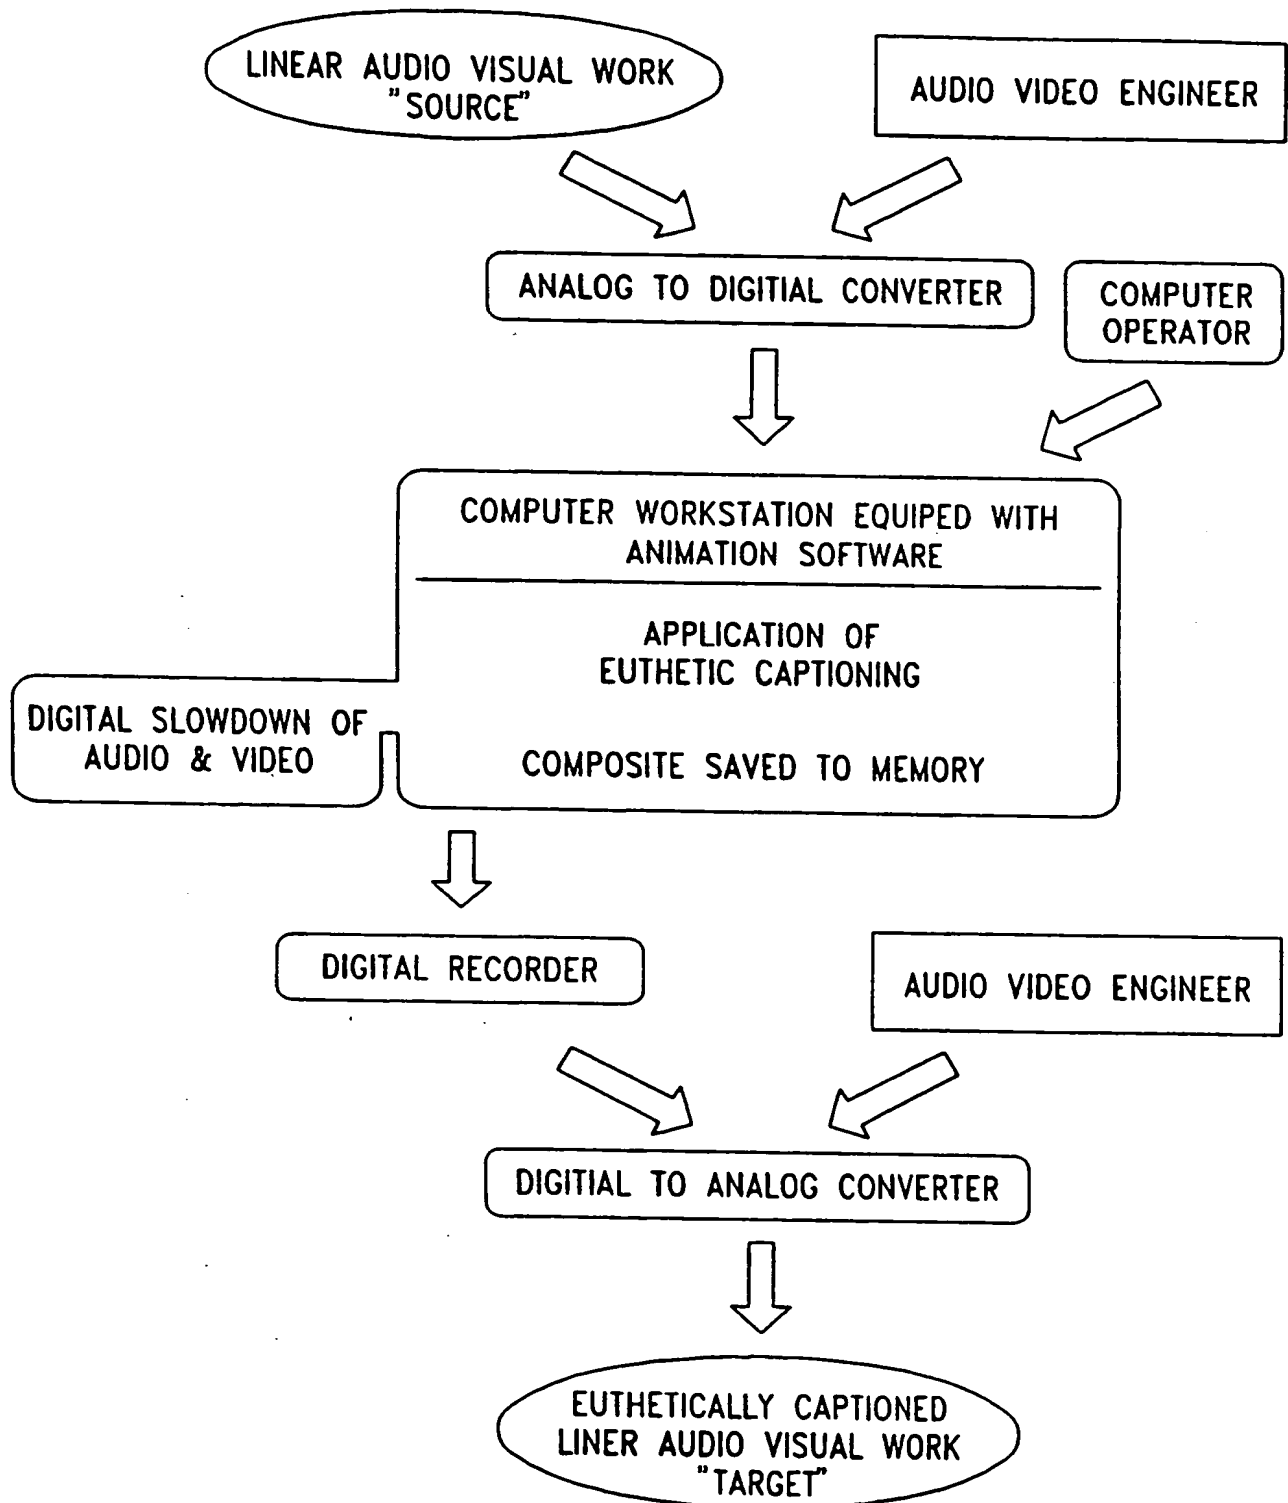 LINEAR AUDIO VISUAL WORK
"SOURCE"
AUDIO VIDEO ENGINEER
ANALOG TO DIGITIAL CONVERTER
COMPUTER
OPERATOR
COMPUTER WORKSTATION EQUIPED WITH
ANIMATION SOFTWARE
APPLICATION OF
EUTHETIC CAPTIONING
DIGITAL SLOWDOWN OF
AUDIO & VIDEO
COMPOSITE SAVED TO MEMORY
DIGITAL RECORDER
AUDIO VIDEO ENGINEER
DIGITIAL TO ANALOG CONVERTER
EUTHETICALLY CAPTIONED
LINER AUDIO VISUAL WORK
"TARGET"